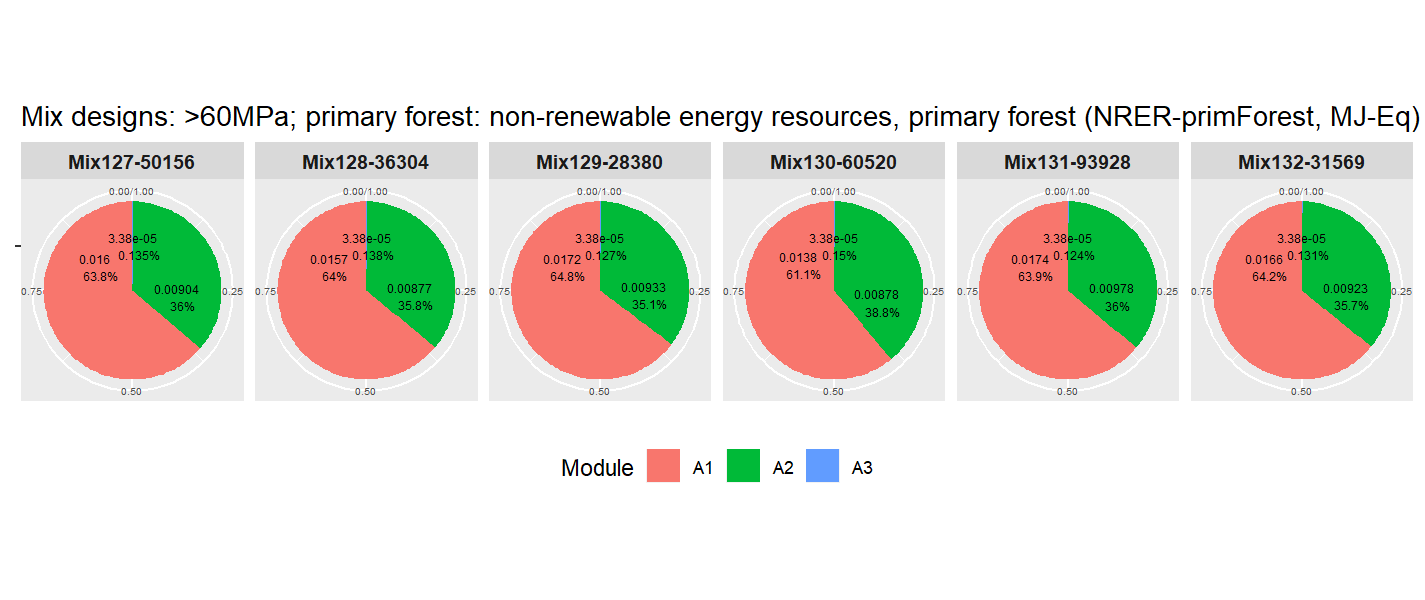 Mix designs: >60MPa; primary forest: non-renewable energy resources, primary forest (NRER-primForest, MJ-Eq)
Mix127-50156 Mix128-36304 Mix129-28380 Mix130-60520 Mix131-93928 Mix132-31569
0.00/1.00 0.00/1.00 0.00/1.00 0.00/1.00 0.00/1.00 0.00/1.00
3.38e-05 3.38e-05 3.38e-05 3.38e-05 3.38e-05 3.38e-05
0.135% 0.138% 0.127% 0.15% 0.124% 0.131%
0.016 0.0157 0.0172 0.0138 0.0174 0.0166
63.8% 64% 64.8% 61.1% 63.9% 64.2%
0.00904 0.00877 0.00933 0.00878 0.00978 0.00923
0.75 0.25 0.75 0.25 0.75 0.25 0.75 0.25 0.75 0.25 0.75 0.25
36% 35.8% 35.1% 38.8% 36% 35.7%
0.50 0.50 0.50 0.50 0.50 0.50
Module A1 A2 A3